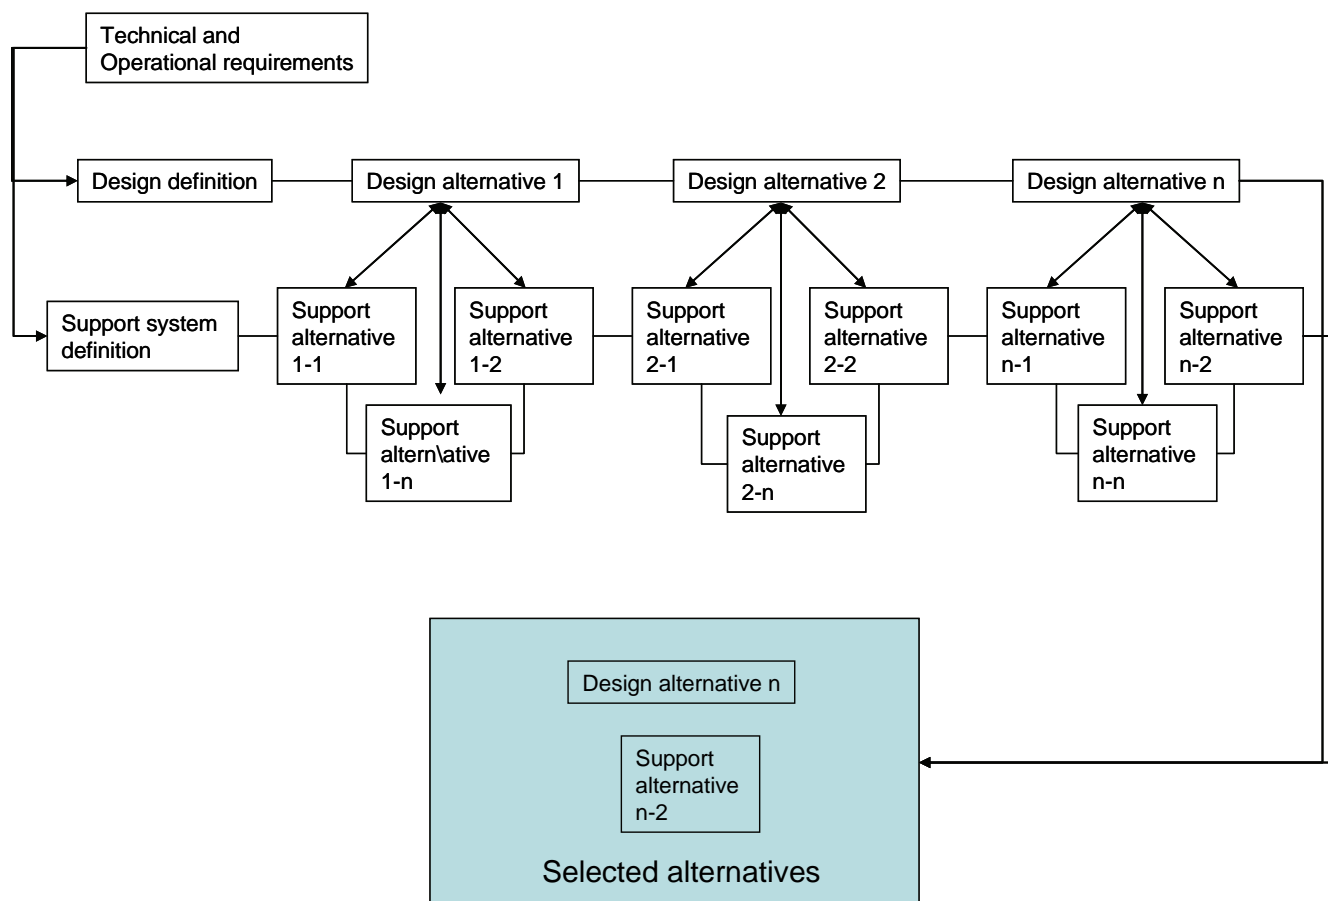 Technical and
Operational requirements
Design definition
Design alternative 1
Design alternative 2
Design alternative n
Support system
definition
Support
alternative
1-1
Support
alternative
1-2
Support
alternative
2-1
Support
alternative
2-2
Support
alternative
n-1
Support
alternative
n-2
Support
altern\ative
1-n
Support
alternative
2-n
Support
alternative
n-n
Design alternative n
Support
alternative
n-2
Selected alternatives